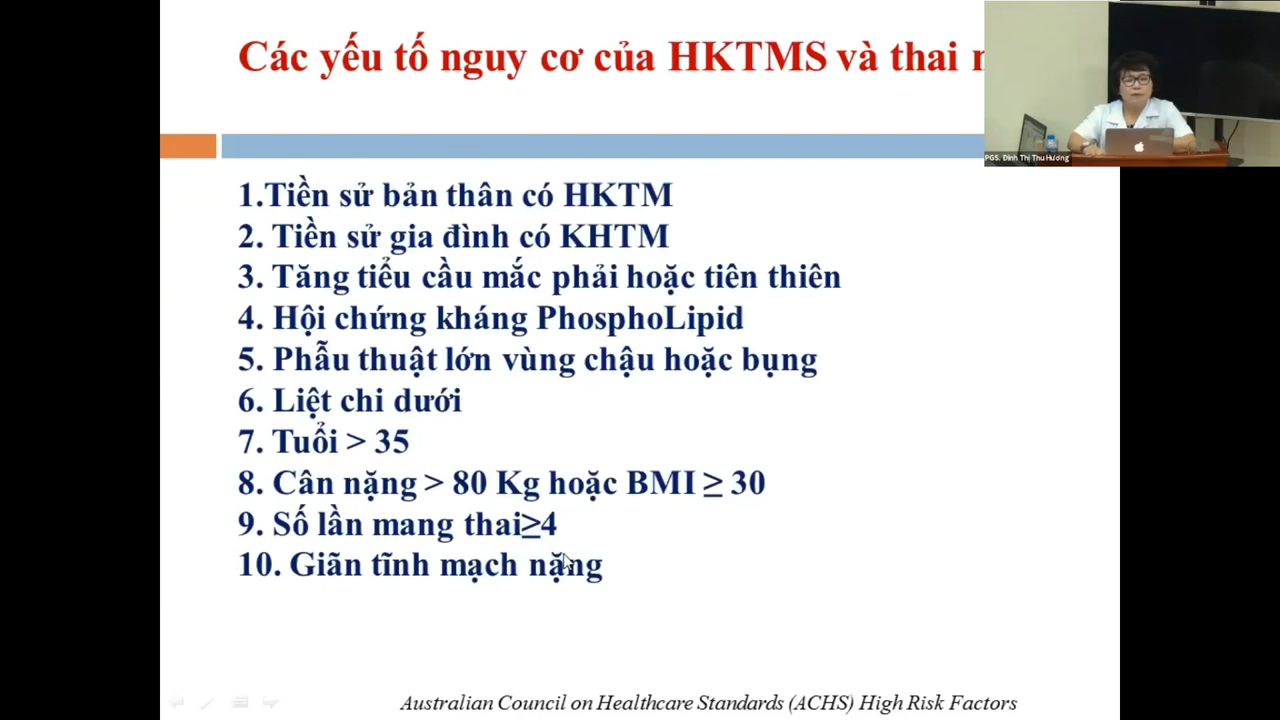 Các yếu tố nguy cơ của HKTMS và thai
PGS. Đinh Thị Thu Hương
1.Tiền sử bản thân có HKTM
2. Tiền sử gia đình có KHTM
3. Tăng tiểu cầu mắc phải hoặc tiên thiên
4. Hội chứng kháng PhosphoLipid
5. Phẫu thuật lớn vùng chậu hoặc bụng
6. Liệt chi dưới
7. Tuổi > 35
8. Cân nặng > 80 Kg hoặc BMI ≥ 30
9. Số lần mang thai≥4
10. Giãn tĩnh mạch nặng
Australian Council on Healthcare Standards (ACHS) High Risk Factors